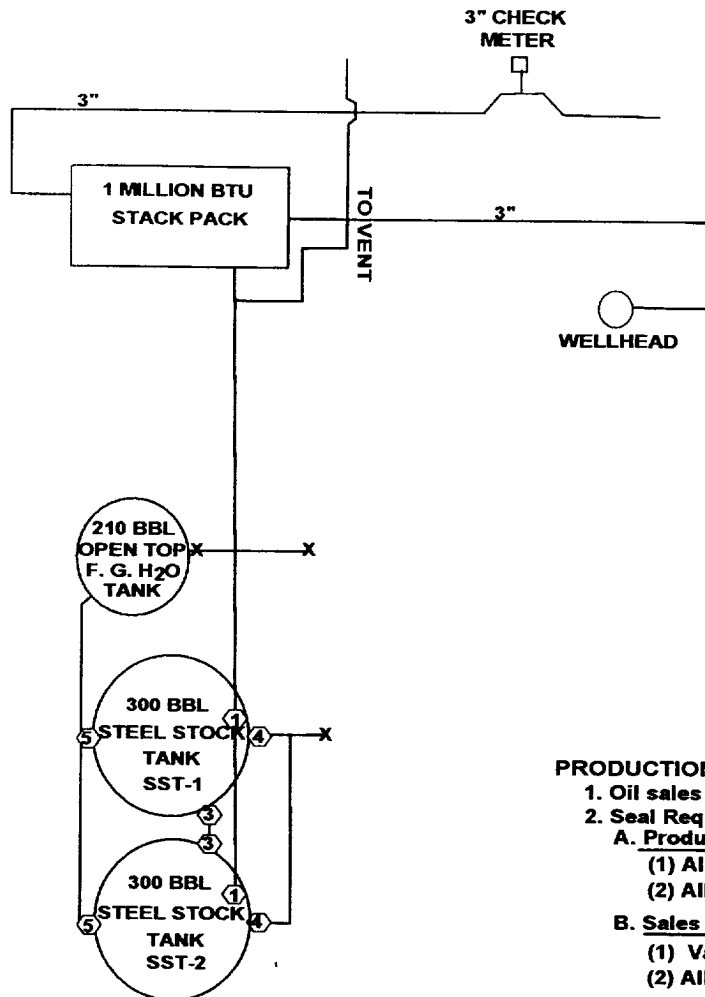 3" CHECK
METER
3"
1 MILLION BTU
STACK PACK
TO VENT
3"
WELLHEAD
210 BBL
OPEN TOP X X
F. G. H2O
TANK
300 BBL
1
5 STEEL STOCK 4 X
TANK
SST-1
3
3
300 BBL
1
5 STEEL STOCK 4
TANK
SST-2
PRODUCTION
1. Oil sales
2. Seal Req
A. Produ
(1) Al
(2) All
B. Sales
(1) Va
(2) All